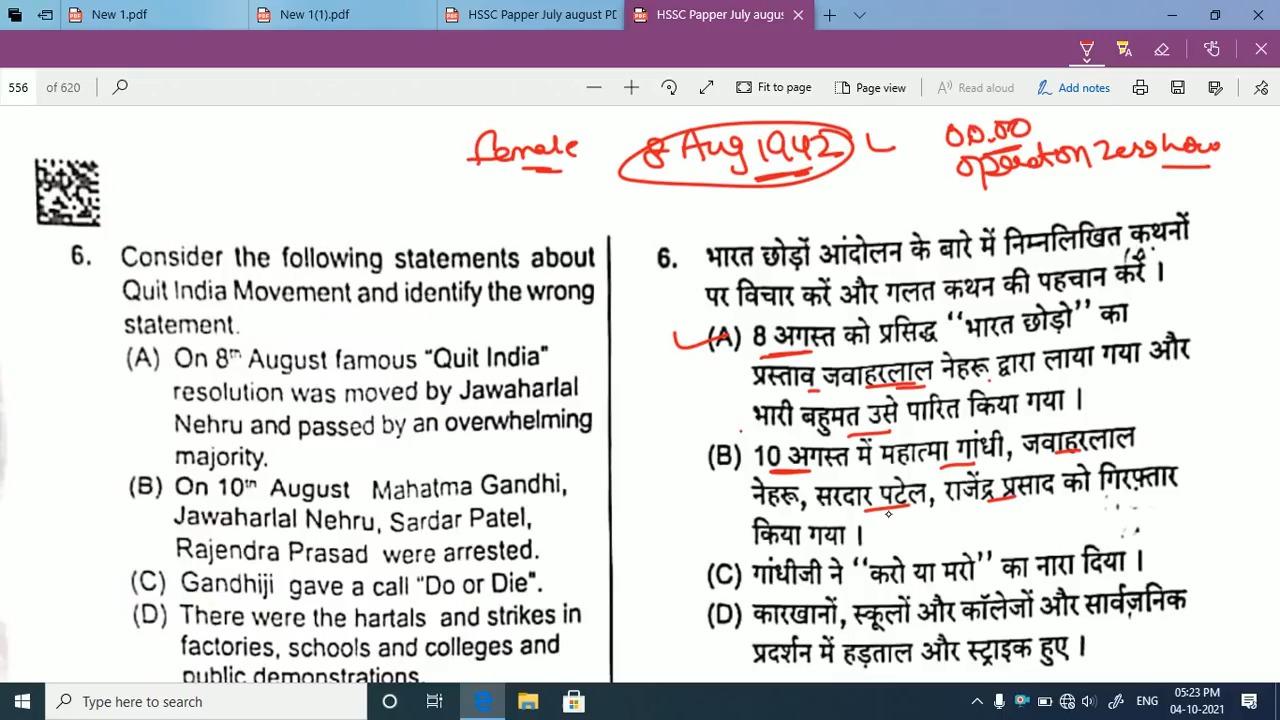 New 1.pdf
New 1(1).pdf
HSSC Papper July august PD
HSSC Papper July augus
556 of 620
Fit to page
Page view
Read aloud
Add notes
female 8 Aug 1942 00.00
operation
6. Consider the following statements about
Quit India Movement and identify the wrong
statement.
(A) On 8th August famous “Quit India”
resolution was moved by Jawaharlal
Nehru and passed by an overwhelming
majority.
(B) On 10th August Mahatma Gandhi,
Jawaharlal Nehru, Sardar Patel,
Rajendra Prasad were arrested.
(C) Gandhiji gave a call “Do or Die”.
(D) There were the hartals and strikes in
factories, schools and colleges and
public demonstrations.
6. भारत छोड़ों आंदोलन के बारे में निम्नलिखित कथनों
पर विचार करें और गलत कथन की पहचान करें ।
(A) 8 अगस्त को प्रसिद्ध ‘‘भारत छोड़ो’’ का
प्रस्ताव जवाहरलाल नेहरू द्वारा लाया गया और
भारी बहुमत उसे पारित किया गया ।
(B) 10 अगस्त में महात्मा गांधी, जवाहरलाल
नेहरू, सरदार पटेल, राजेंद्र प्रसाद को गिरफ़्तार
किया गया ।
(C) गांधीजी ने ‘‘करो या मरो’’ का नारा दिया ।
(D) कारखानों, स्कूलों और कॉलेजों और सार्वज़निक
प्रदर्शन में हड़ताल और स्ट्राइक हुए ।
Type here to search
ENG
05:23 PM
04-10-2021